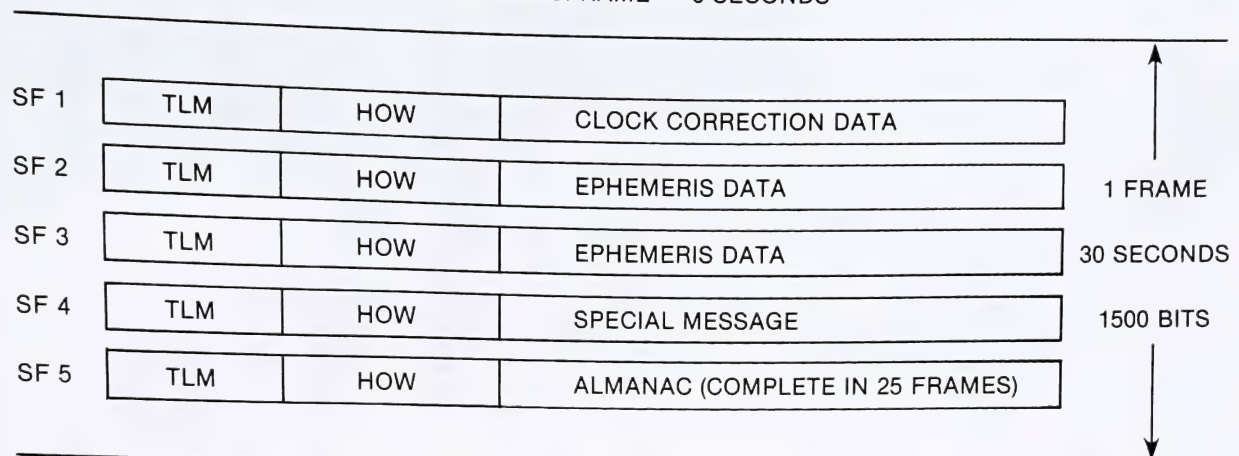 SECONDS
SF 1 TLM HOW CLOCK CORRECTION DATA
SF 2 TLM HOW EPHEMERIS DATA
1 FRAME
SF 3 TLM HOW EPHEMERIS DATA
30 SECONDS
SF 4 TLM HOW SPECIAL MESSAGE
1500 BITS
SF 5 TLM HOW ALMANAC (COMPLETE IN 25 FRAMES)